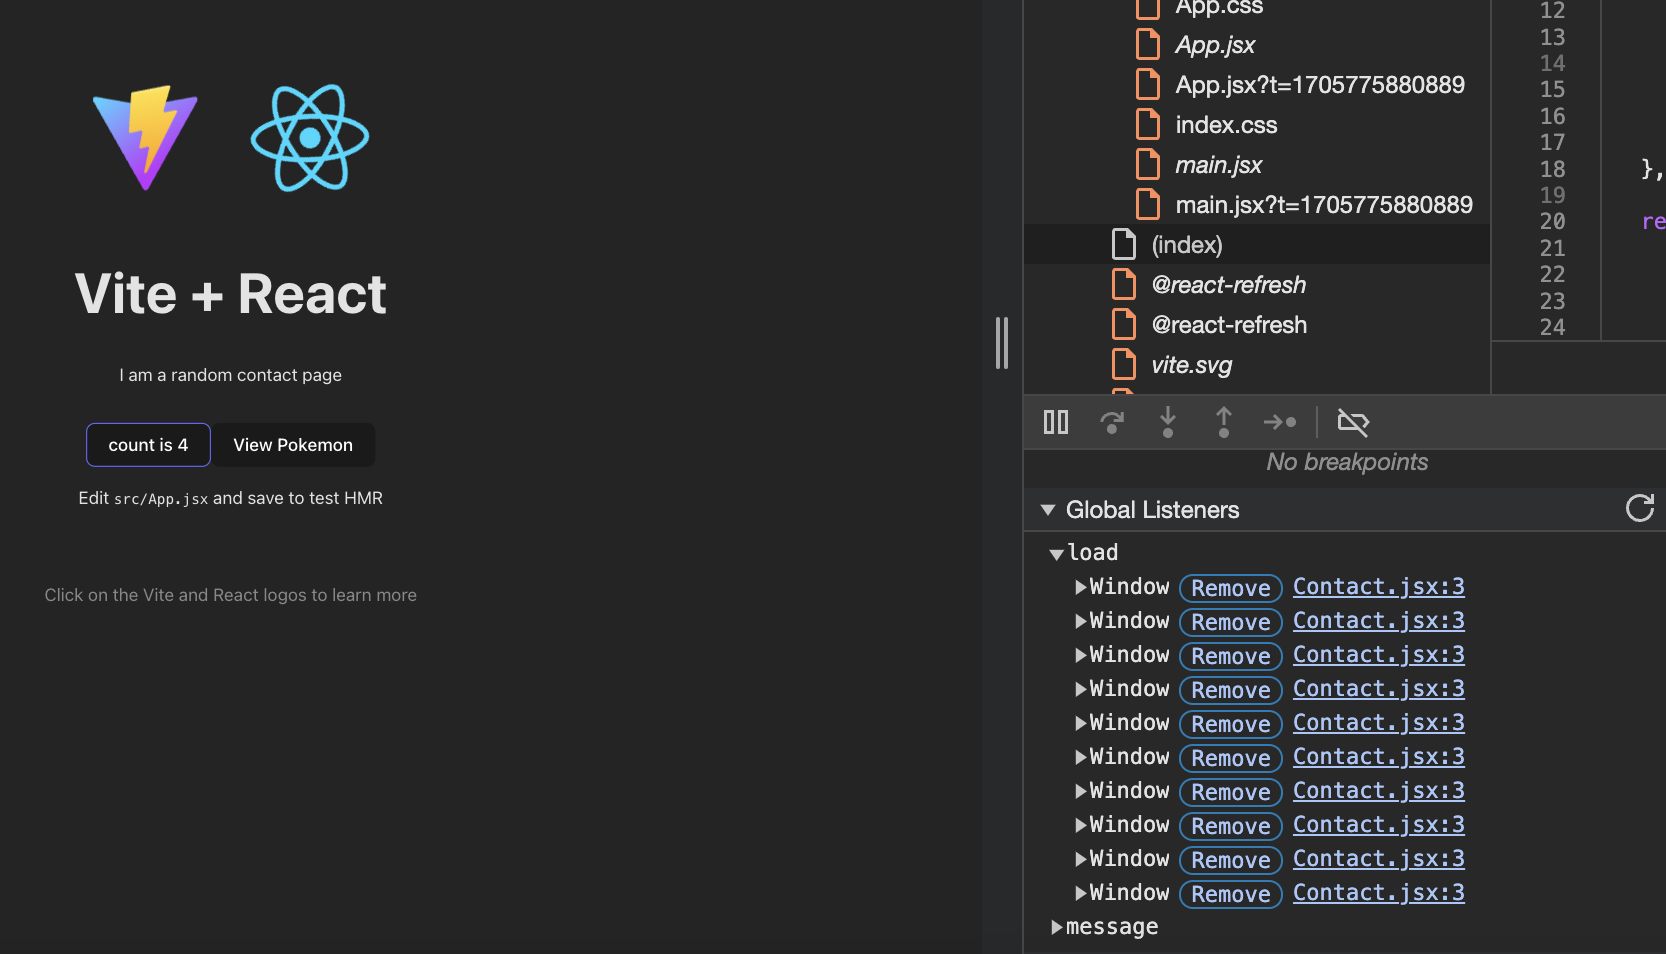 Vite + React
I am a random contact page
count is 4
View Pokemon
Edit src/App.jsx and save to test HMR
Click on the Vite and React logos to learn more
App.css
App.jsx
App.jsx?t=1705775880889
index.css
main.jsx
main.jsx?t=1705775880889
(index)
@react-refresh
@react-refresh
vite.svg
12
13
14
15
16
17
18 },
19
20 re
21
22
23
24
No breakpoints
Global Listeners
load
Window Remove Contact.jsx:3
Window Remove Contact.jsx:3
Window Remove Contact.jsx:3
Window Remove Contact.jsx:3
Window Remove Contact.jsx:3
Window Remove Contact.jsx:3
Window Remove Contact.jsx:3
Window Remove Contact.jsx:3
Window Remove Contact.jsx:3
Window Remove Contact.jsx:3
message